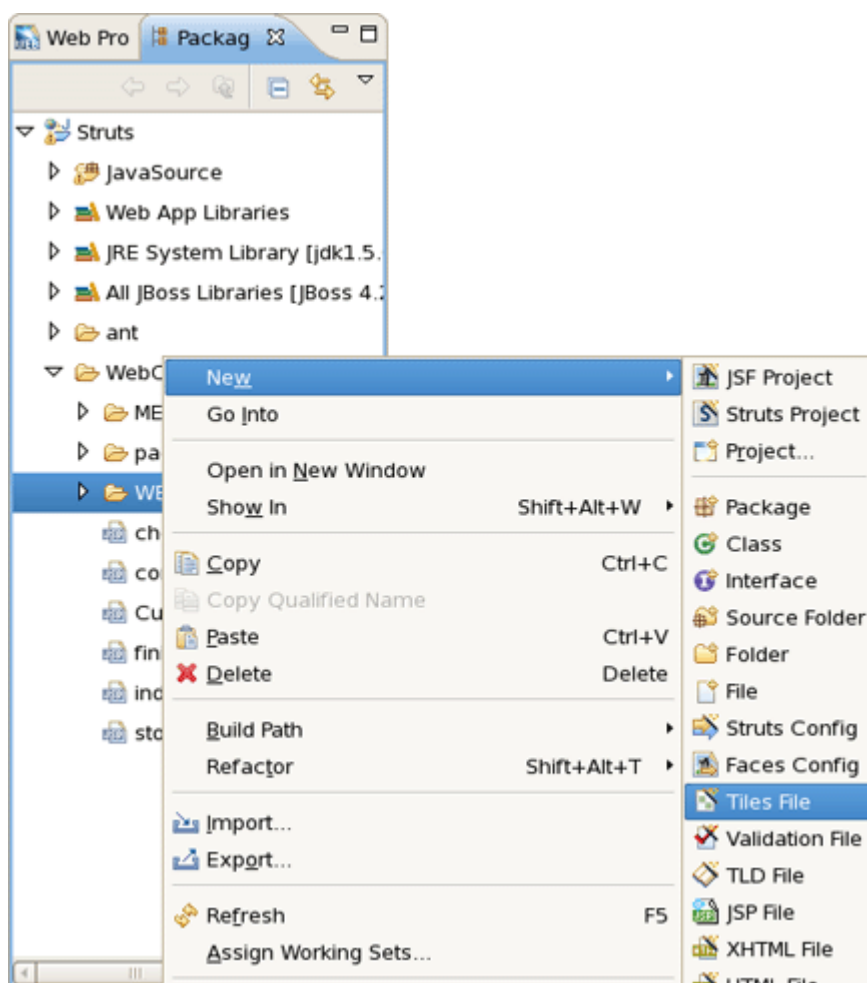 Web Pro
Packag
Struts
JavaSource
Web App Libraries
JRE System Library [jdk1.5.
All JBoss Libraries [JBoss 4.2
ant
WebC
ME
pa
WE
ch
co
Cu
fin
ind
sto
New
Go Into
Open in New Window
Show In Shift+Alt+W
Copy Ctrl+C
Copy Qualified Name
Paste Ctrl+V
Delete Delete
Build Path
Refactor Shift+Alt+T
Import...
Export...
Refresh F5
Assign Working Sets...
JSF Project
Struts Project
Project...
Package
Class
Interface
Source Folder
Folder
File
Struts Config
Faces Config
Tiles File
Validation File
TLD File
JSP File
XHTML File
HTML File